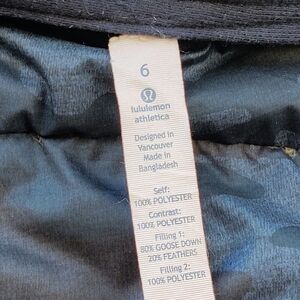 6
lululemon
athletica
Designed in
Vancouver
Made in
Bangladesh
Self:
100% POLYESTER
Contrast:
100% POLYESTER
Filling 1:
80% GOOSE DOWN
20% FEATHERS
Filling 2:
100% POLYESTER